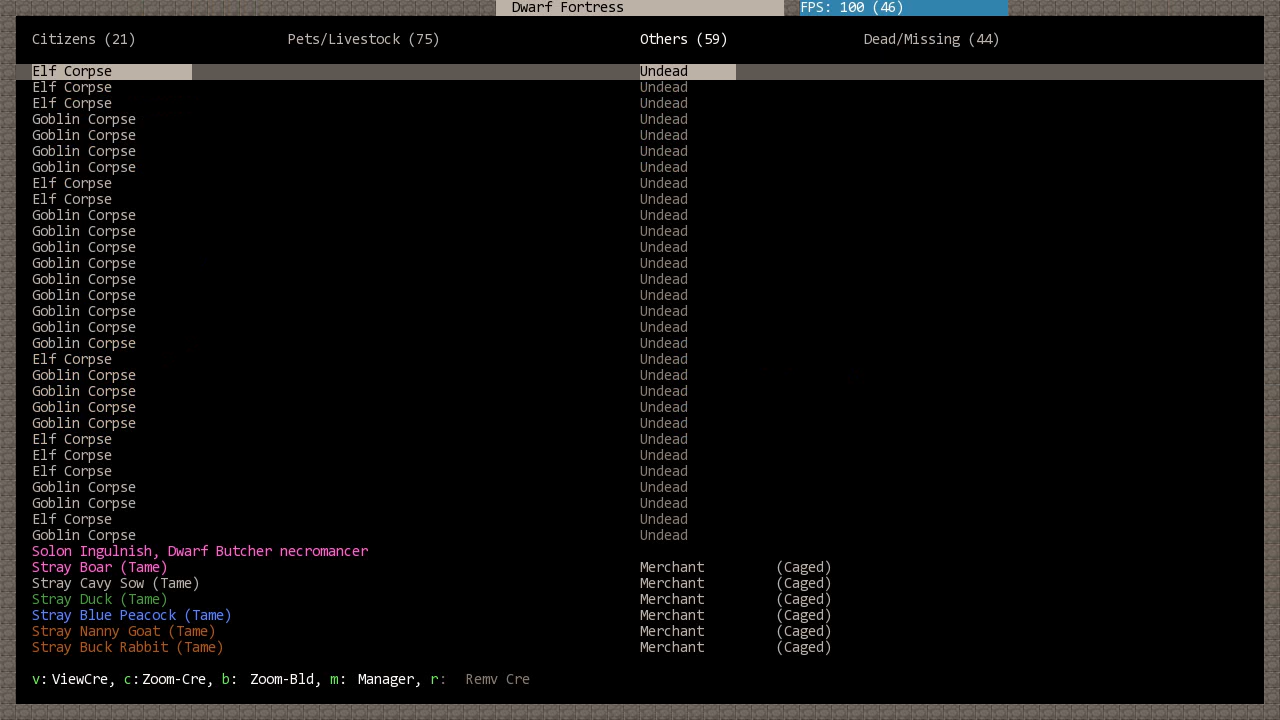 Dwarf Fortress FPS: 100 (46)
Citizens (21) Pets/Livestock (75) Others (59) Dead/Missing (44)
Elf Corpse Undead
Elf Corpse Undead
Elf Corpse Undead
Goblin Corpse Undead
Goblin Corpse Undead
Goblin Corpse Undead
Goblin Corpse Undead
Elf Corpse Undead
Elf Corpse Undead
Goblin Corpse Undead
Goblin Corpse Undead
Goblin Corpse Undead
Goblin Corpse Undead
Goblin Corpse Undead
Goblin Corpse Undead
Goblin Corpse Undead
Goblin Corpse Undead
Goblin Corpse Undead
Elf Corpse Undead
Goblin Corpse Undead
Goblin Corpse Undead
Goblin Corpse Undead
Goblin Corpse Undead
Elf Corpse Undead
Elf Corpse Undead
Elf Corpse Undead
Goblin Corpse Undead
Goblin Corpse Undead
Elf Corpse Undead
Goblin Corpse Undead
Solon Ingulnish, Dwarf Butcher necromancer
Stray Boar (Tame) Merchant (Caged)
Stray Cavy Sow (Tame) Merchant (Caged)
Stray Duck (Tame) Merchant (Caged)
Stray Blue Peacock (Tame) Merchant (Caged)
Stray Nanny Goat (Tame) Merchant (Caged)
Stray Buck Rabbit (Tame) Merchant (Caged)
v: ViewCre, c: Zoom-Cre, b: Zoom-Bld, m: Manager, r: Remv Cre